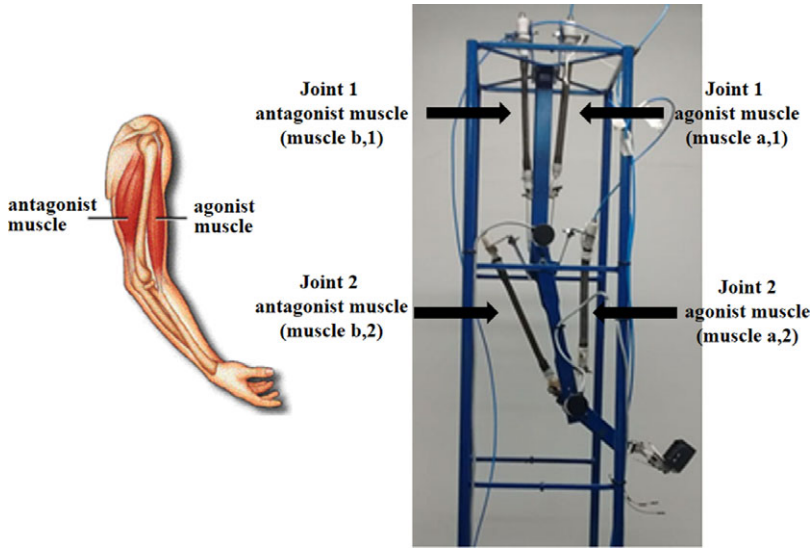 Joint 1
antagonist muscle
(muscle b,1)
Joint 1
agonist muscle
(muscle a,1)
antagonist
muscle
agonist
muscle
Joint 2
antagonist muscle
(muscle b,2)
Joint 2
agonist muscle
(muscle a,2)